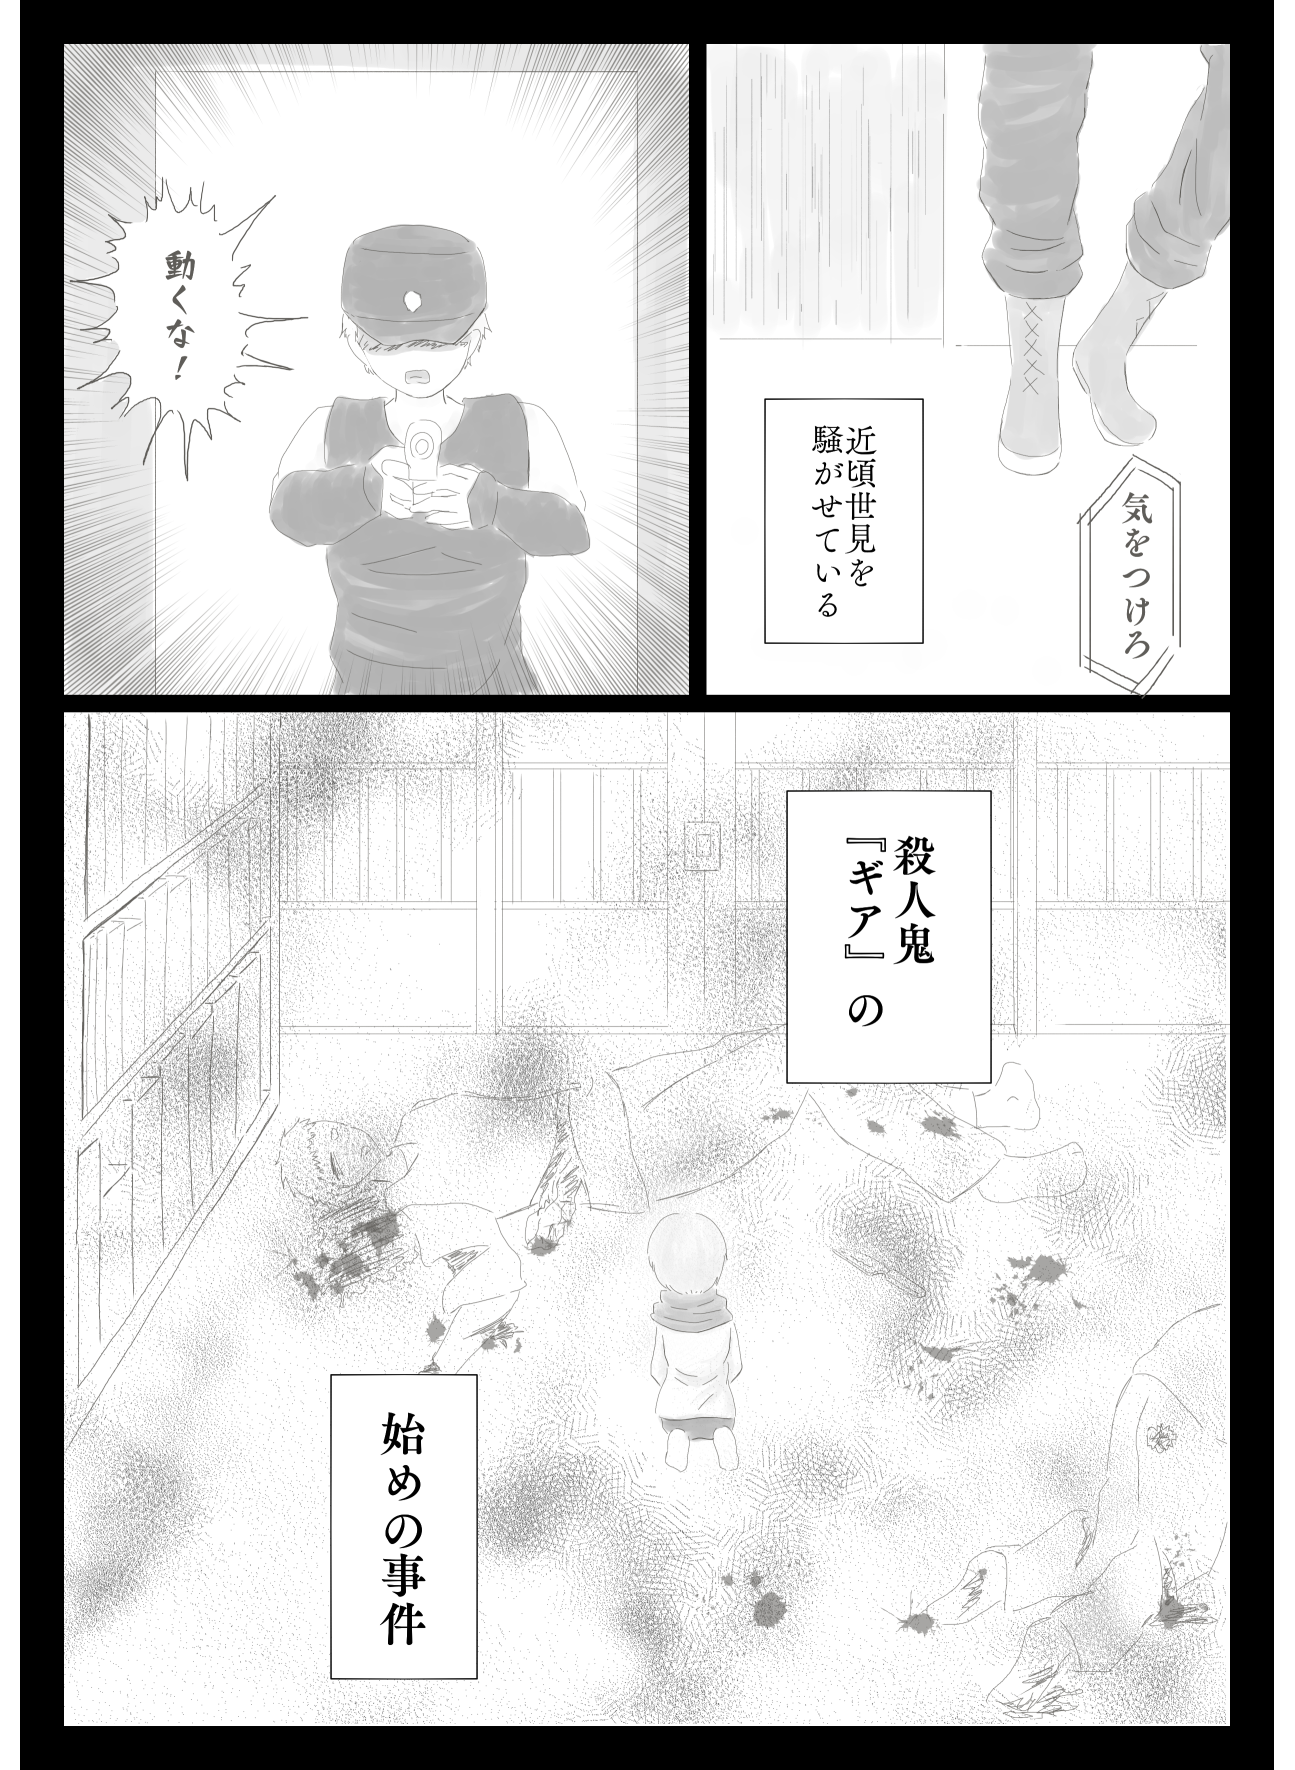 気をつけろ
近頃世見を
騒がせている
動くな！
殺人鬼
『ギア』の
始めの事件